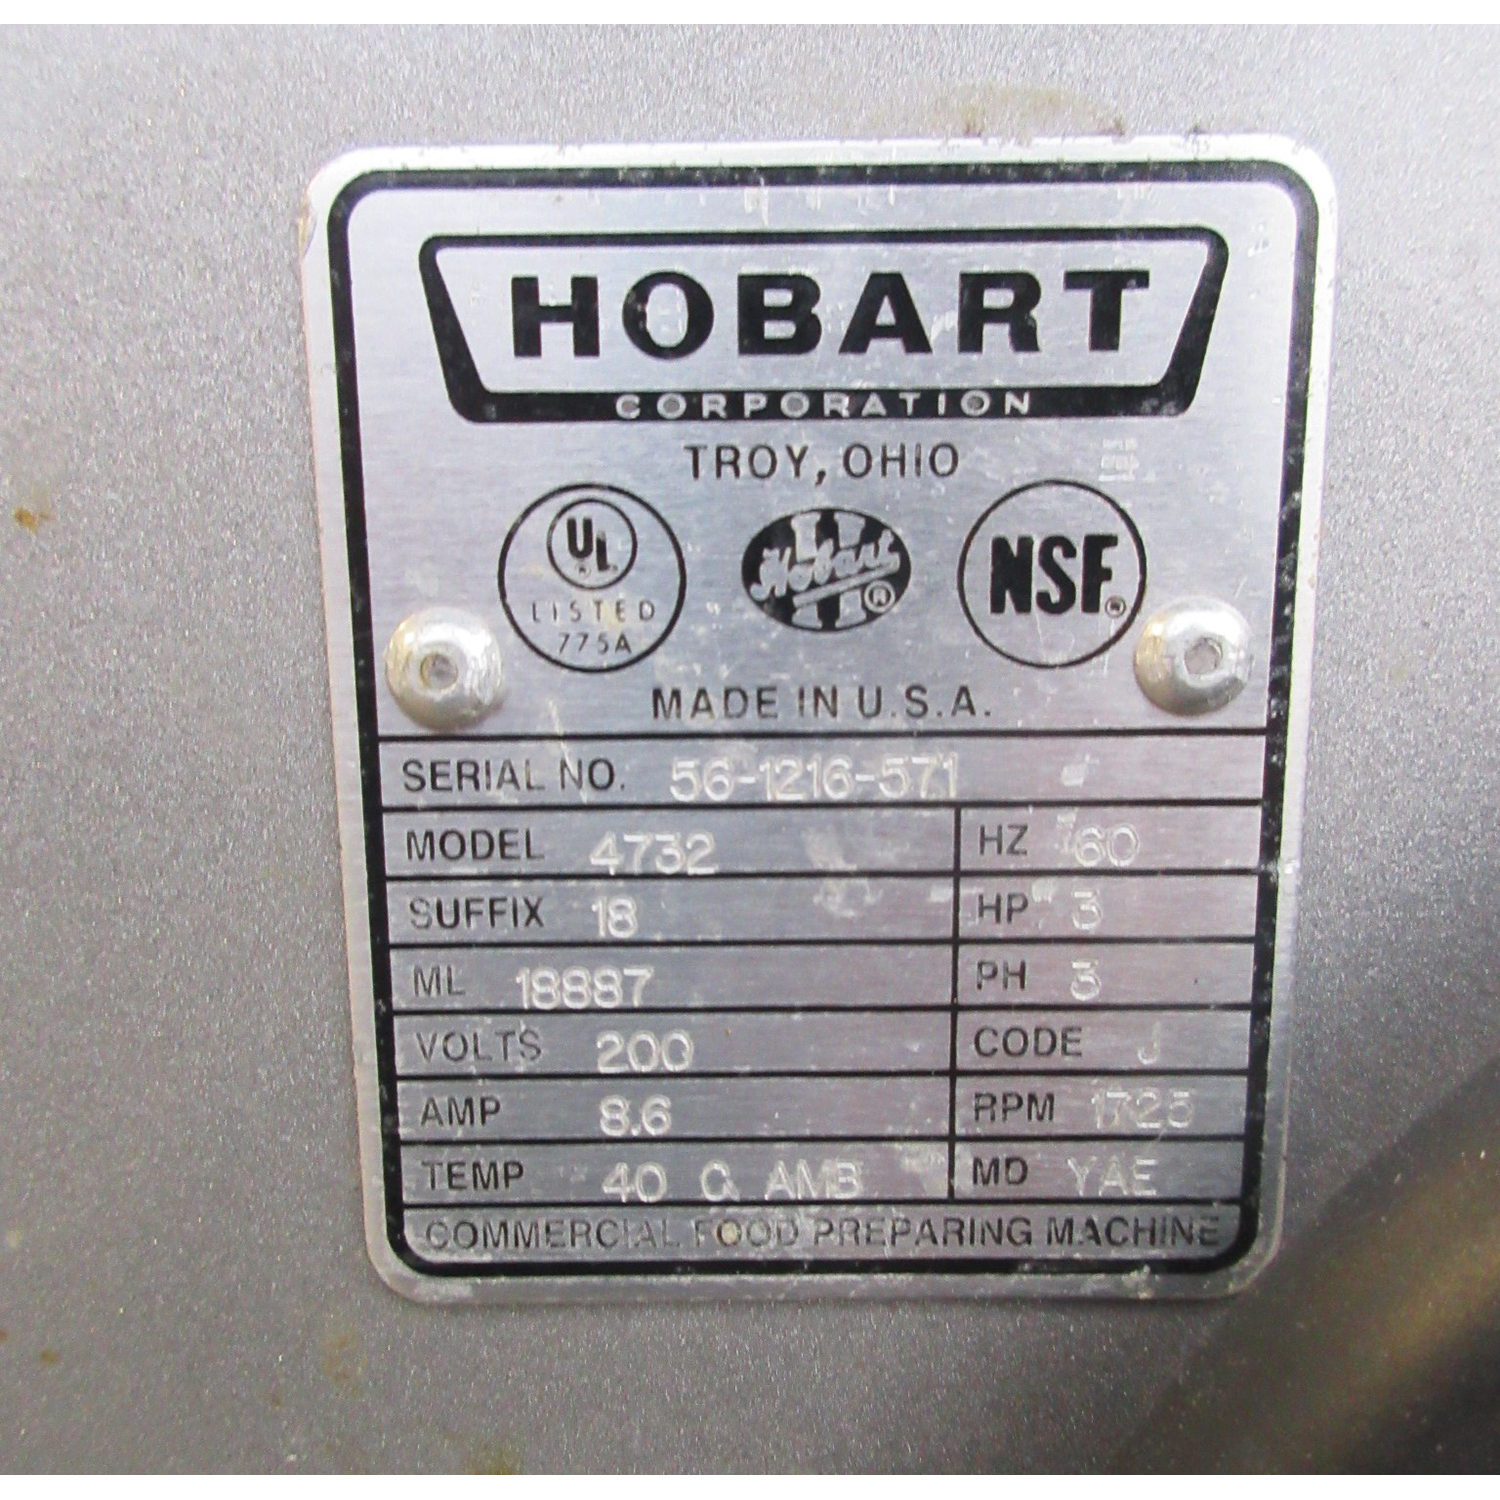 HOBART
CORPORATION
TROY, OHIO
UL ®
LISTED
775A
Hobart ®
NSF®
MADE IN U.S.A.
SERIAL NO. 56-1216-571
MODEL 4732 HZ 60
SUFFIX 18 HP 3
ML 18887 PH 3
VOLTS 200 CODE J
AMP 8.6 RPM 1725
TEMP 40 C AMB MD YAE
COMMERCIAL FOOD PREPARING MACHINE